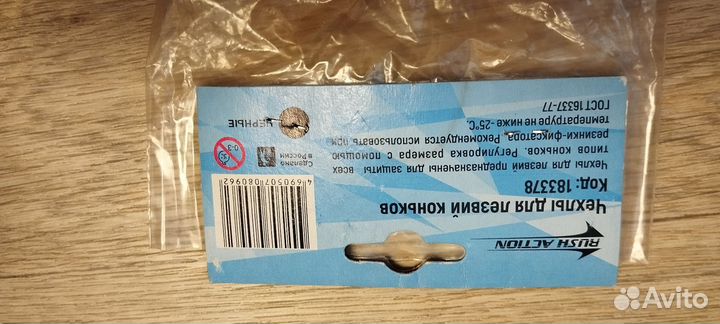 RUSH ACTION
Чехлы для лезвий коньков
Код: 183378
Чехлы для лезвий предназначены для защиты всех
типов коньков. Регулировка размера с помощью
резинки-фиксатора. Рекомендуется использовать при
температуре не ниже -25°С.
ГОСТ 16337-77
4690507080962
Сделано
в России
0-3
ЧЕРНЫЕ
Avito